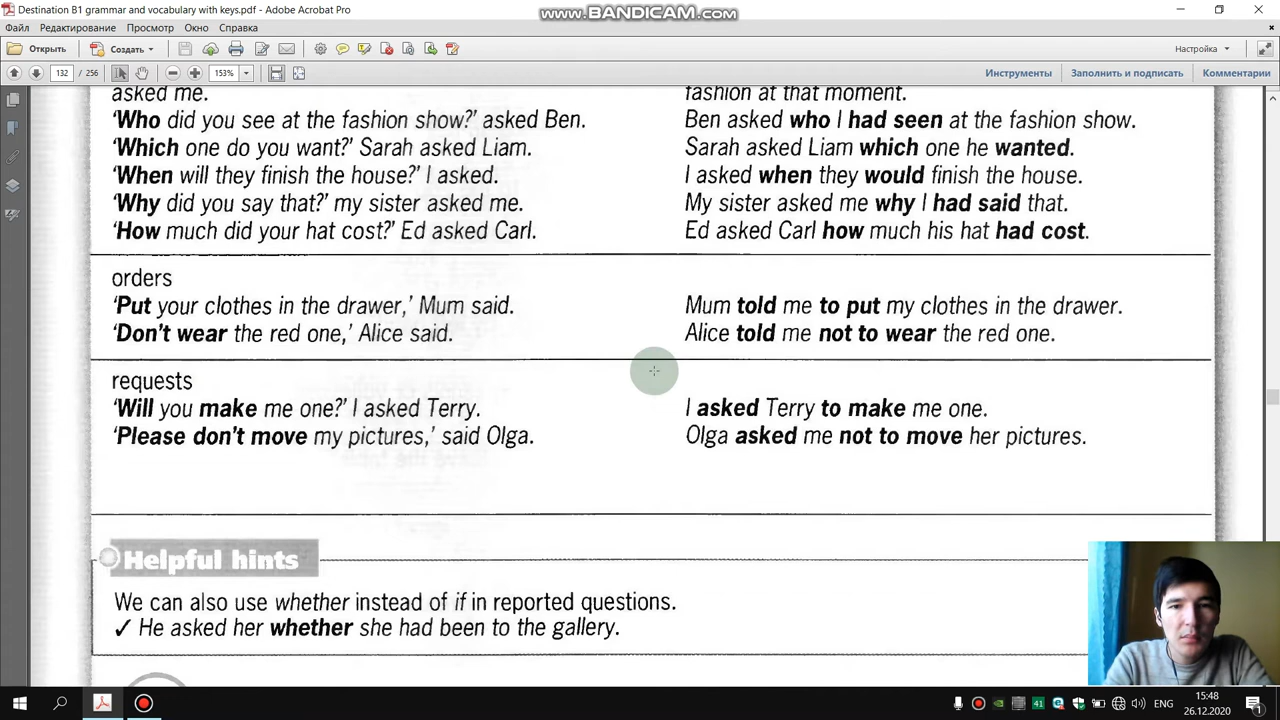 Destination B1 grammar and vocabulary with keys.pdf - Adobe Acrobat Pro
www.BANDICAM.com
Файл Редактирование Просмотр Окно Справка
Открыть Создать Настройка
132 / 256 153% Инструменты Заполнить и подписать Комментарии
asked me. fashion at that moment.
‘Who did you see at the fashion show?’ asked Ben. Ben asked who I had seen at the fashion show.
‘Which one do you want?’ Sarah asked Liam. Sarah asked Liam which one he wanted.
‘When will they finish the house?’ I asked. I asked when they would finish the house.
‘Why did you say that?’ my sister asked me. My sister asked me why I had said that.
‘How much did your hat cost?’ Ed asked Carl. Ed asked Carl how much his hat had cost.
orders
‘Put your clothes in the drawer,’ Mum said. Mum told me to put my clothes in the drawer.
‘Don’t wear the red one,’ Alice said. Alice told me not to wear the red one.
requests
‘Will you make me one?’ I asked Terry. I asked Terry to make me one.
‘Please don’t move my pictures,’ said Olga. Olga asked me not to move her pictures.
Helpful hints
We can also use whether instead of if in reported questions.
✓ He asked her whether she had been to the gallery.
41 ENG 15:48
26.12.2020 1